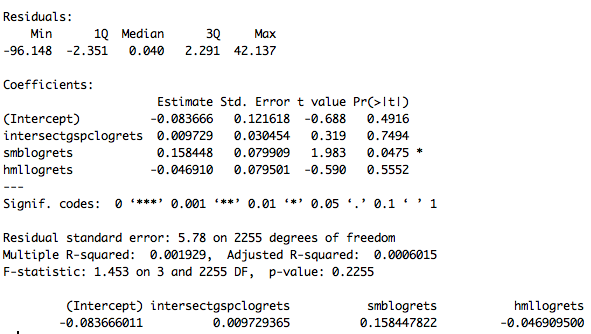 Residuals:
Min 1Q Median 3Q Max
-96.148 -2.351 0.040 2.291 42.137
Coefficients:
Estimate Std. Error t value Pr(>|t|)
(Intercept) -0.083666 0.121618 -0.688 0.4916
intersectgspclogrets 0.009729 0.030454 0.319 0.7494
smblogrets 0.158448 0.079909 1.983 0.0475 *
hmllogrets -0.046910 0.079501 -0.590 0.5552
---
Signif. codes: 0 ‘***’ 0.001 ‘**’ 0.01 ‘*’ 0.05 ‘.’ 0.1 ‘ ’ 1
Residual standard error: 5.78 on 2255 degrees of freedom
Multiple R-squared: 0.001929, Adjusted R-squared: 0.0006015
F-statistic: 1.453 on 3 and 2255 DF, p-value: 0.2255
(Intercept) intersectgspclogrets smblogrets hmllogrets
-0.083666011 0.009729365 0.158447822 -0.046909500